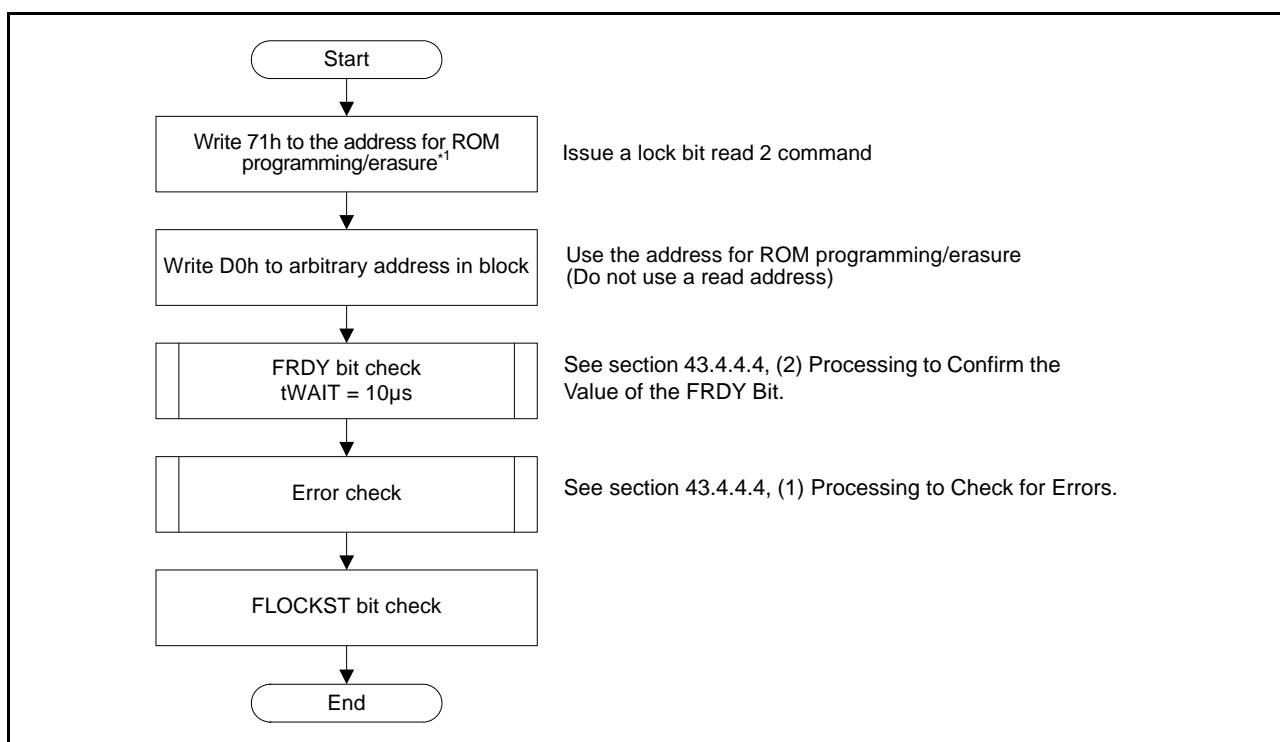 Start
Write 71h to the address for ROM
programming/erasure*1
Issue a lock bit read 2 command
Write D0h to arbitrary address in block
Use the address for ROM programming/erasure
(Do not use a read address)
FRDY bit check
tWAIT = 10µs
See section 43.4.4.4, (2) Processing to Confirm the
Value of the FRDY Bit.
Error check
See section 43.4.4.4, (1) Processing to Check for Errors.
FLOCKST bit check
End